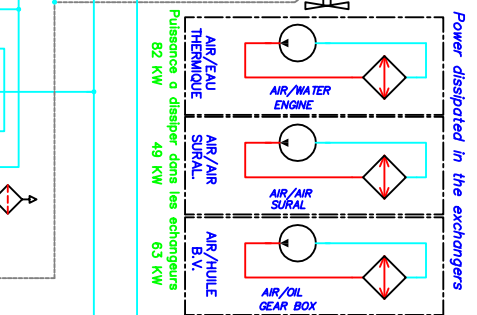 Power dissipated in the exchangers
AIR/EAU
THERMIQUE
AIR/WATER
ENGINE
82 KW
AIR/AIR
SURAL.
AIR/AIR
SURAL
49 KW
AIR/HUILE
B.V.
AIR/OIL
GEAR BOX
63 KW
Puissance a dissiper dans les echangeurs